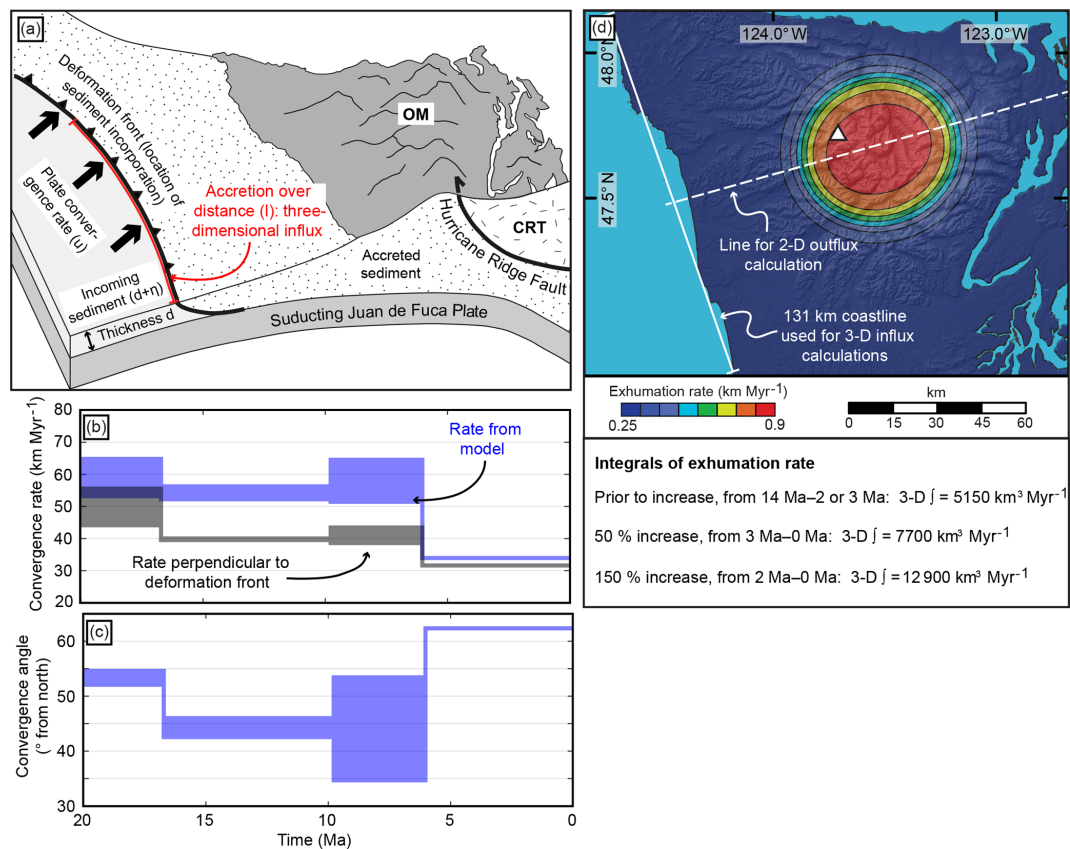 (a)
Deformation front (location of
sediment incorporation)
Plate conver-
gence rate (u)
Accretion over
distance (l): three-
dimensional influx
OM
CRT
Hurricane Ridge Fault
Incoming
sediment (d+η)
Accreted
sediment
Thickness d
Suducting Juan de Fuca Plate
(b)
Convergence rate (km Myr⁻¹)
80
70
60
50
40
30
20
Rate from
model
Rate perpendicular to
deformation front
(c)
Convergence angle
(° from north)
60
50
40
30
20
15
10
5
0
Time (Ma)
(d)
124.0° W
123.0° W
48.0° N
47.5° N
Line for 2-D outflux
calculation
131 km coastline
used for 3-D influx
calculations
Exhumation rate (km Myr⁻¹)
0.25
0.9
km
0
15
30
45
60
Integrals of exhumation rate
Prior to increase, from 14 Ma–2 or 3 Ma: 3-D ∫ = 5150 km³ Myr⁻¹
50 % increase, from 3 Ma–0 Ma: 3-D ∫ = 7700 km³ Myr⁻¹
150 % increase, from 2 Ma–0 Ma: 3-D ∫ = 12 900 km³ Myr⁻¹